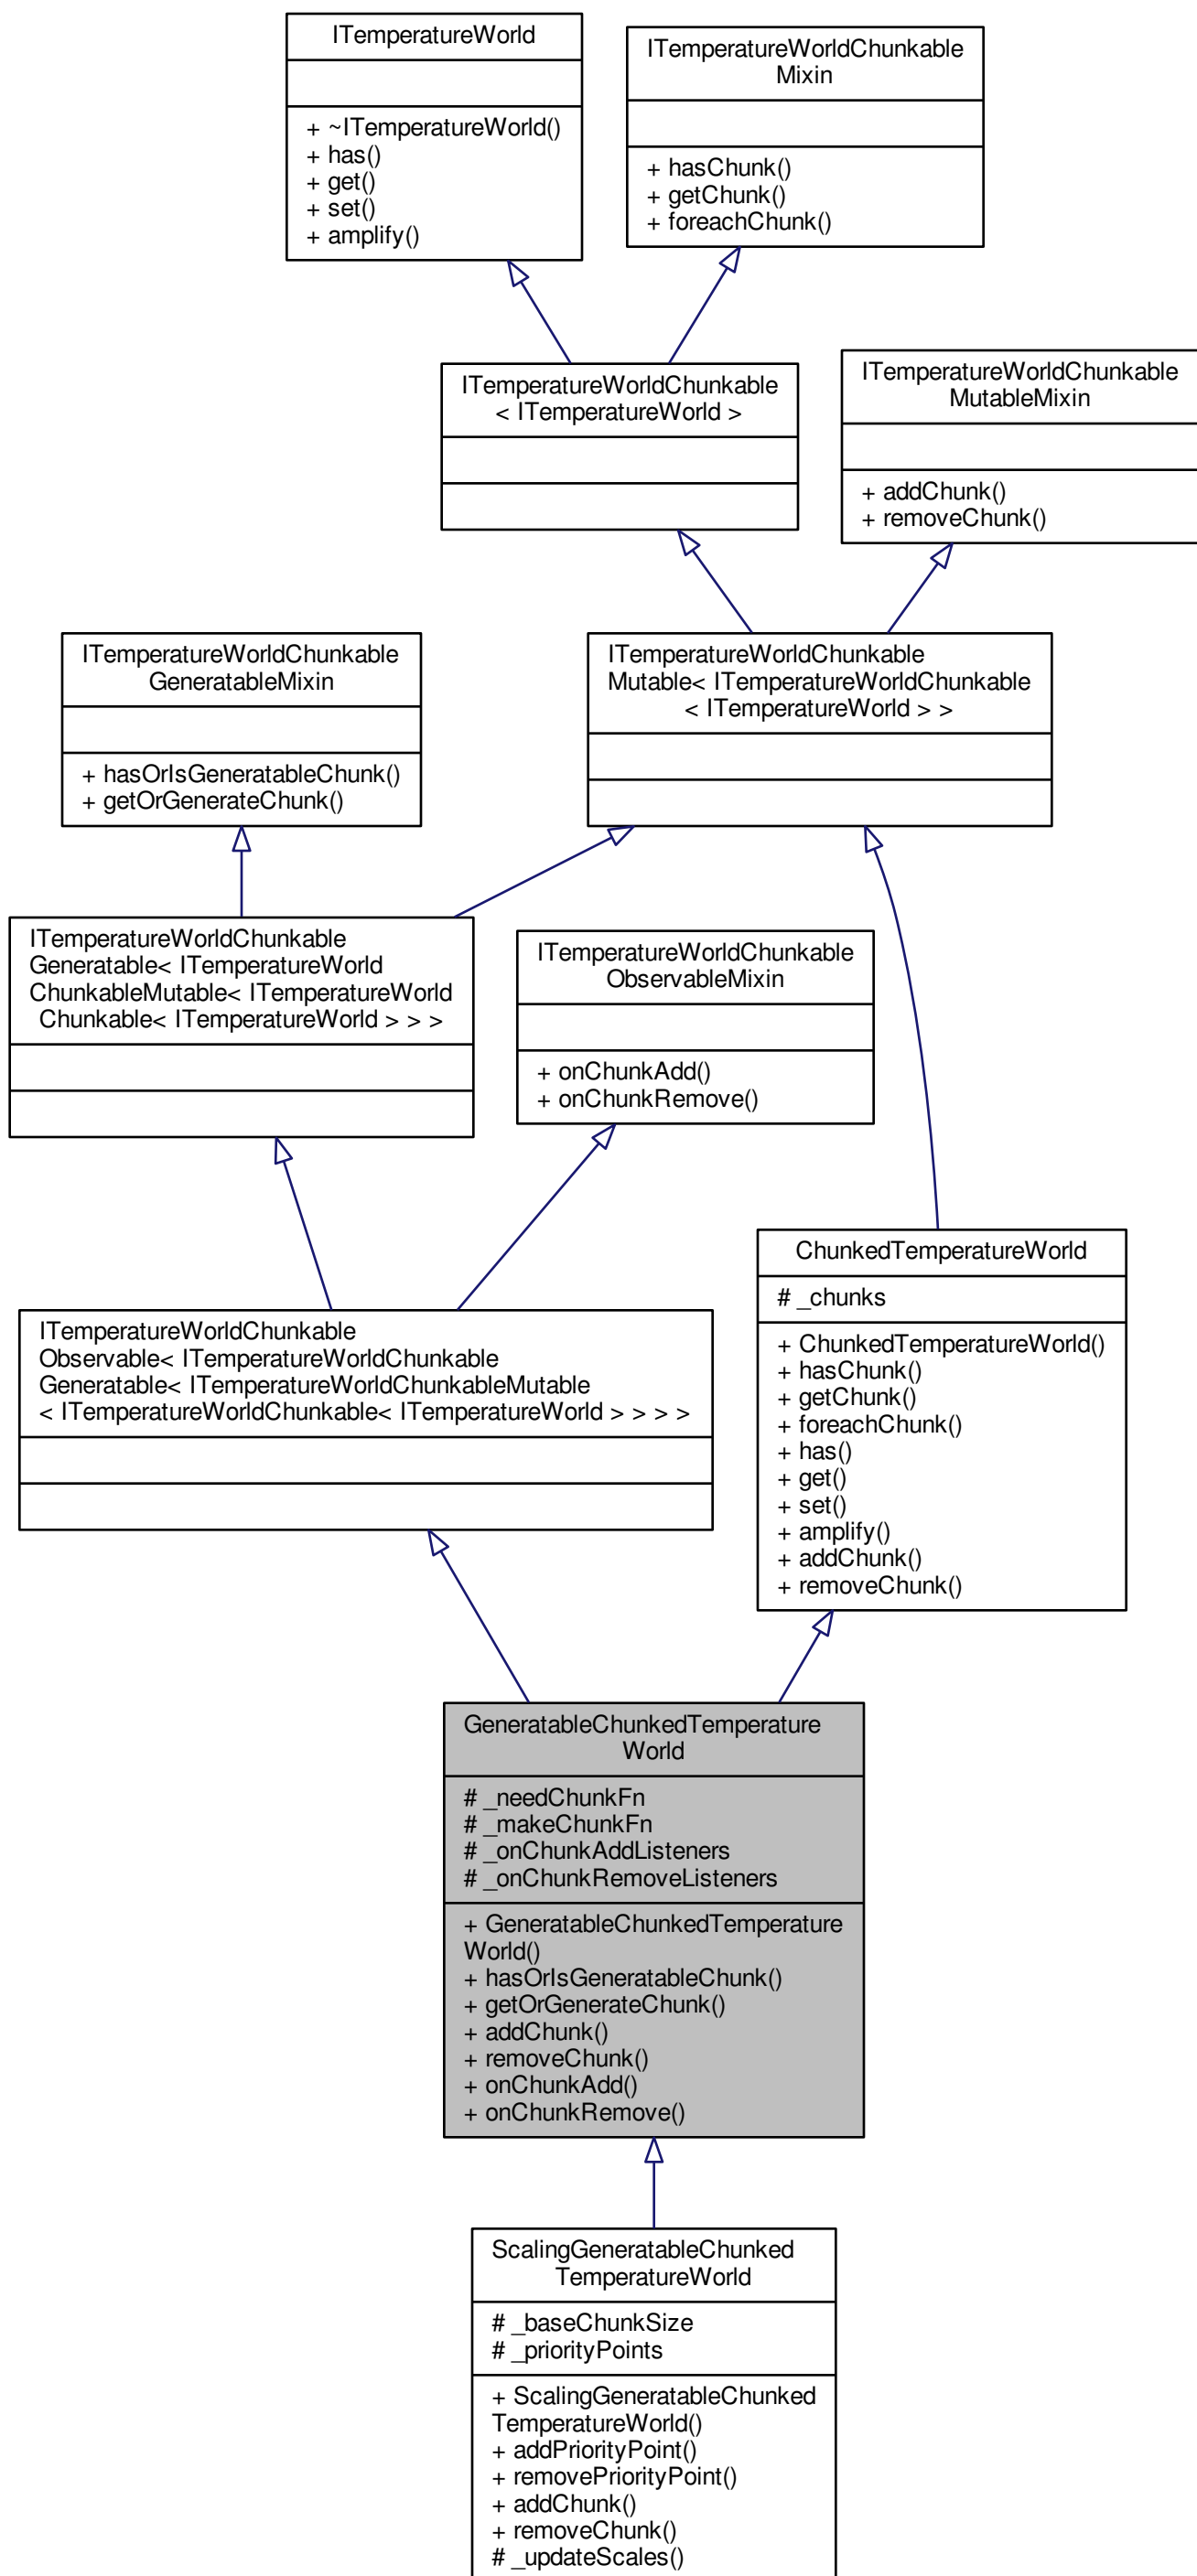 ITemperatureWorld
+ ~ITemperatureWorld()
+ has()
+ get()
+ set()
+ amplify()
ITemperatureWorldChunkable
Mixin
+ hasChunk()
+ getChunk()
+ foreachChunk()
ITemperatureWorldChunkable
< ITemperatureWorld >
ITemperatureWorldChunkable
MutableMixin
+ addChunk()
+ removeChunk()
ITemperatureWorldChunkable
GeneratableMixin
+ hasOrIsGeneratableChunk()
+ getOrGenerateChunk()
ITemperatureWorldChunkable
Mutable< ITemperatureWorldChunkable
< ITemperatureWorld > >
ITemperatureWorldChunkable
Generatable< ITemperatureWorld
ChunkableMutable< ITemperatureWorld
Chunkable< ITemperatureWorld > > >
ITemperatureWorldChunkable
ObservableMixin
+ onChunkAdd()
+ onChunkRemove()
ITemperatureWorldChunkable
Observable< ITemperatureWorldChunkable
Generatable< ITemperatureWorldChunkableMutable
< ITemperatureWorldChunkable< ITemperatureWorld > > > >
ChunkedTemperatureWorld
# _chunks
+ ChunkedTemperatureWorld()
+ hasChunk()
+ getChunk()
+ foreachChunk()
+ has()
+ get()
+ set()
+ amplify()
+ addChunk()
+ removeChunk()
GeneratableChunkedTemperature
World
# _needChunkFn
# _makeChunkFn
# _onChunkAddListeners
# _onChunkRemoveListeners
+ GeneratableChunkedTemperature
World()
+ hasOrIsGeneratableChunk()
+ getOrGenerateChunk()
+ addChunk()
+ removeChunk()
+ onChunkAdd()
+ onChunkRemove()
ScalingGeneratableChunked
TemperatureWorld
# _baseChunkSize
# _priorityPoints
+ ScalingGeneratableChunked
TemperatureWorld()
+ addPriorityPoint()
+ removePriorityPoint()
+ addChunk()
+ removeChunk()
# _updateScales()